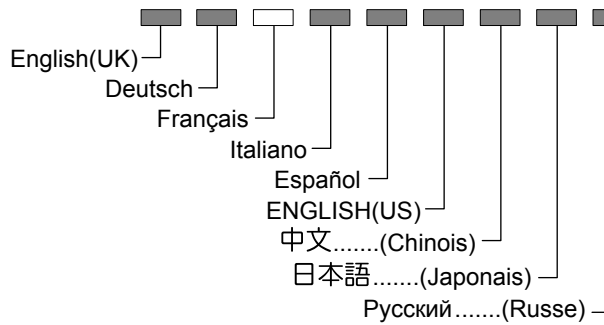 English(UK)
Deutsch
Français
Italiano
Español
ENGLISH(US)
中文.......(Chinois)
日本語.......(Japonais)
Русский.......(Russe)